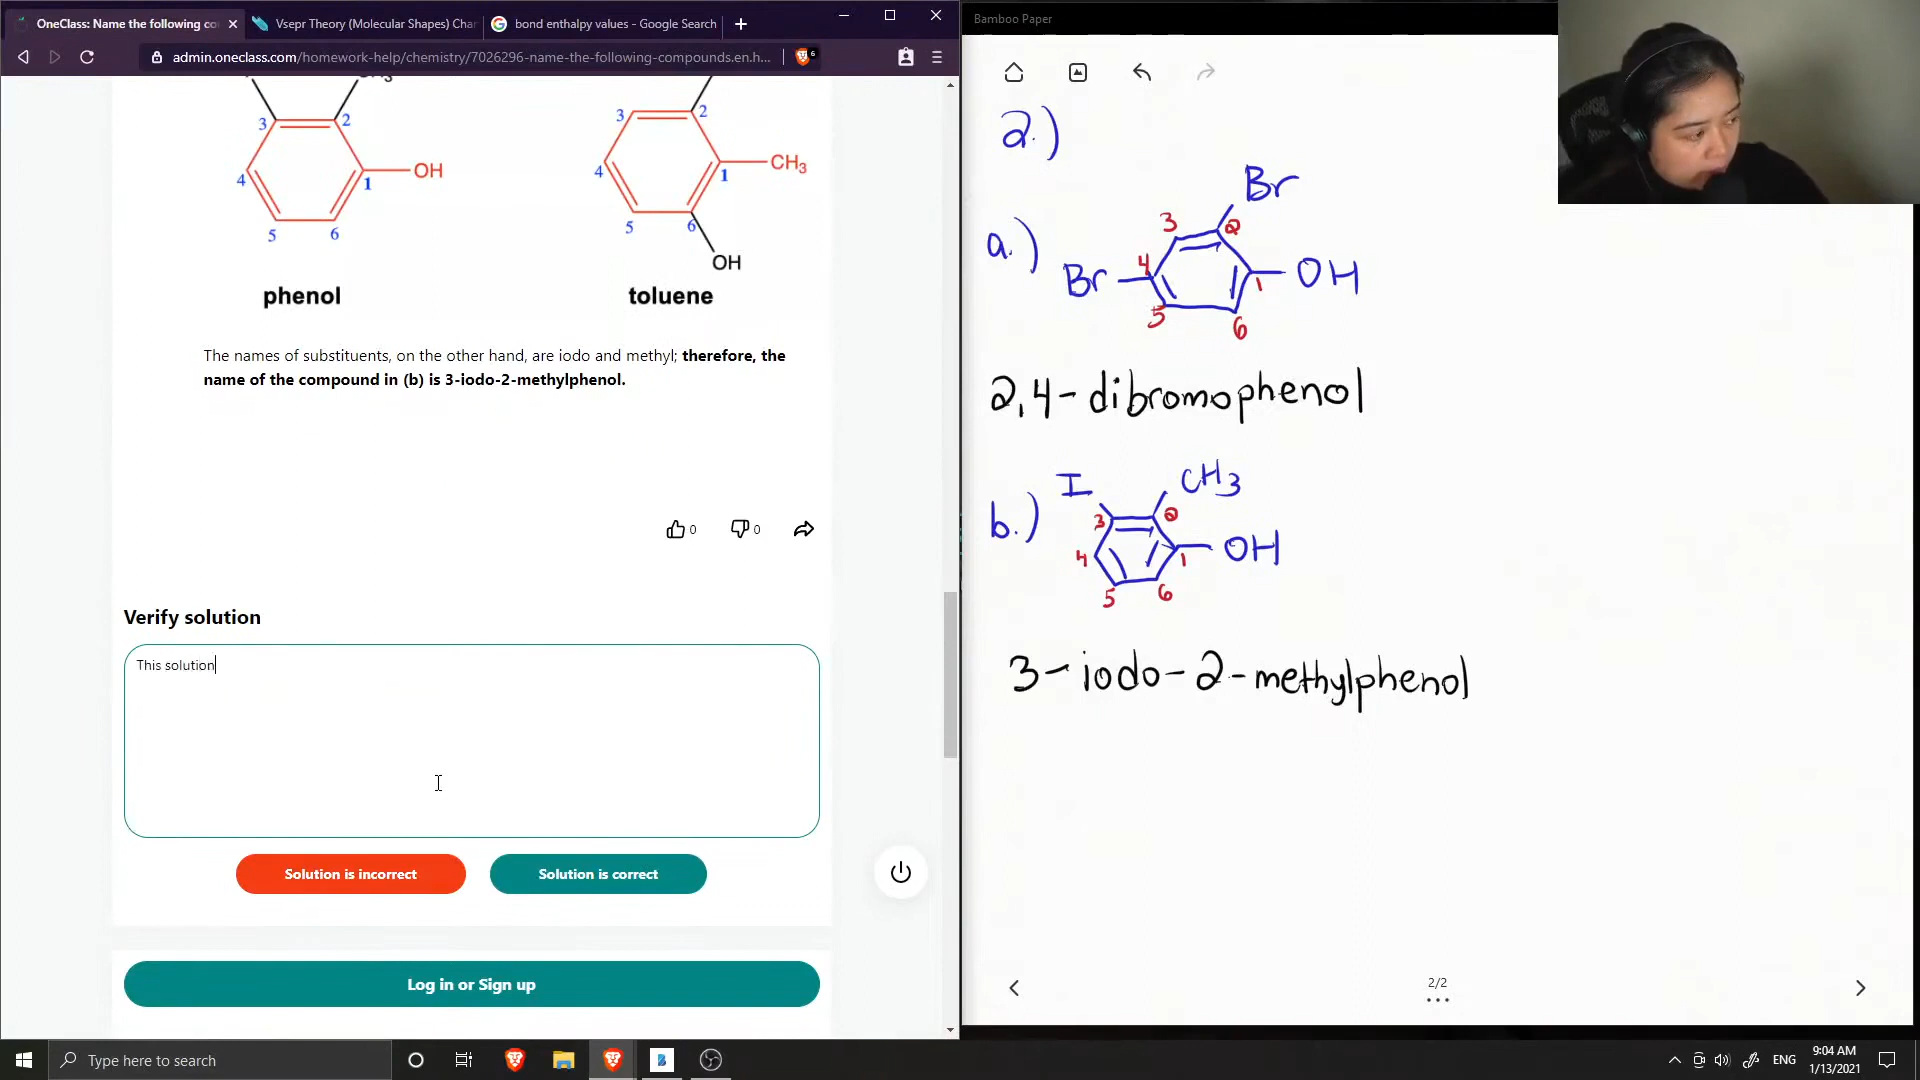 OneClass: Name the following co
Vsepr Theory (Molecular Shapes) Cha
bond enthalpy values - Google Search
admin.oneclass.com/homework-help/chemistry/7026296-name-the-following-compounds.en.h...
6
3
2
4
1
OH
5
6
phenol
3
2
4
1
CH3
5
6
OH
toluene
The names of substituents, on the other hand, are iodo and methyl; therefore, the
name of the compound in (b) is 3-iodo-2-methylphenol.
0
0
Verify solution
This solution
Solution is incorrect
Solution is correct
Log in or Sign up
Bamboo Paper
2.)
a.)
Br
3
2
Br
4
1
OH
5
6
2,4-dibromophenol
b.)
I
CH3
3
2
4
1
OH
5
6
3-iodo-2-methylphenol
2/2
Type here to search
ENG
9:04 AM
1/13/2021